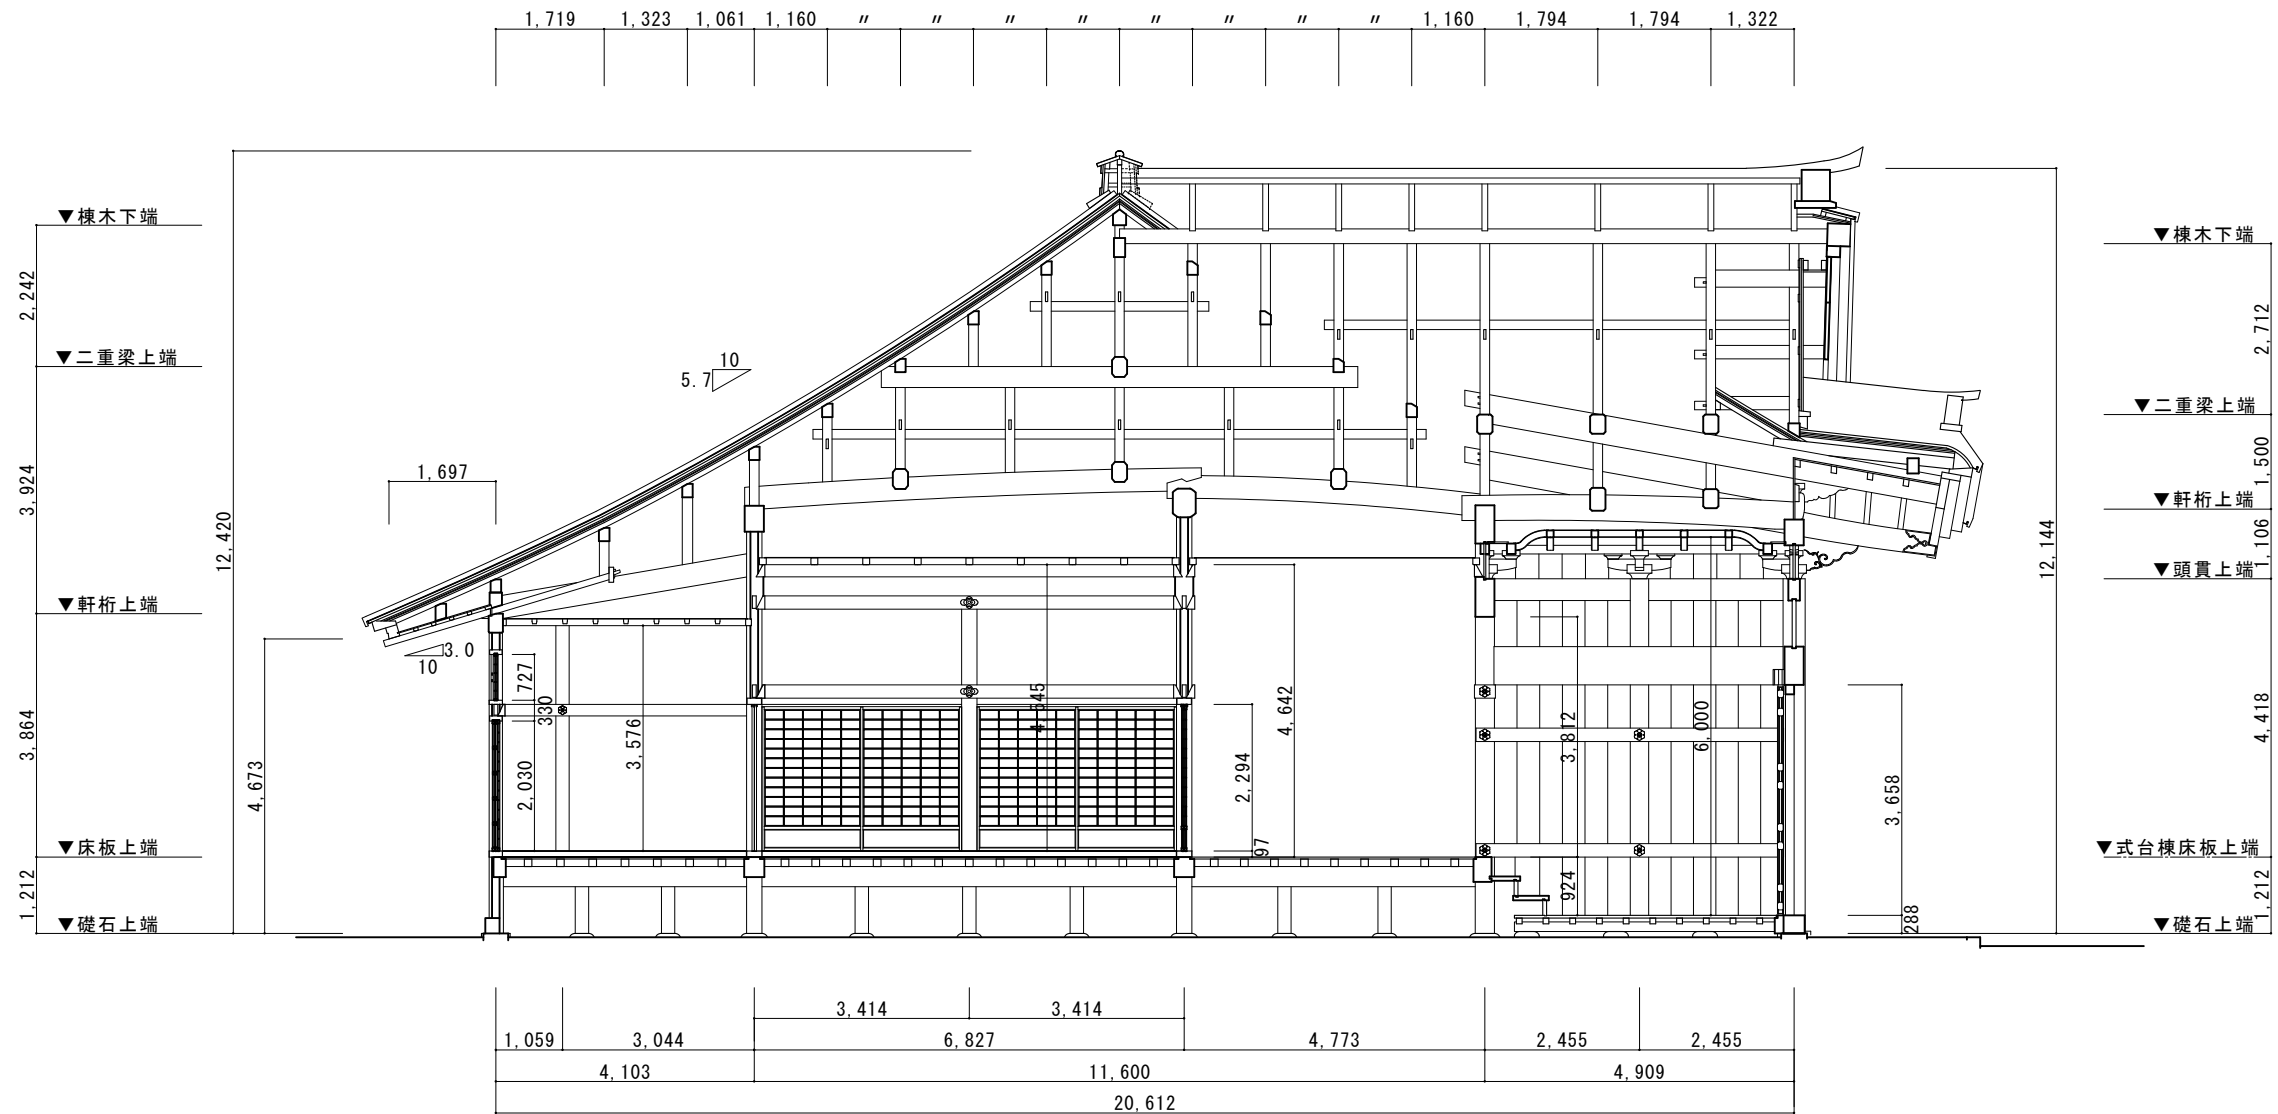 1,719 1,323 1,061 1,160 〃 〃 〃 〃 〃 〃 〃 〃 1,160 1,794 1,794 1,322
▼棟木下端
2,242
▼二重梁上端
3,924
▼軒桁上端
3,864
▼床板上端
1,212
▼礎石上端
12,420
4,673
1,697
10
5.7
3.0
10
727
330
2,030
3,576
4,642
2,294
97
3,812
924
6,000
3,658
288
12,144
▼棟木下端
2,712
▼二重梁上端
1,500
▼軒桁上端
1,106
▼頭貫上端
4,418
▼式台棟床板上端
1,212
▼礎石上端
3,414 3,414
1,059 3,044 6,827 4,773 2,455 2,455
4,103 11,600 4,909
20,612